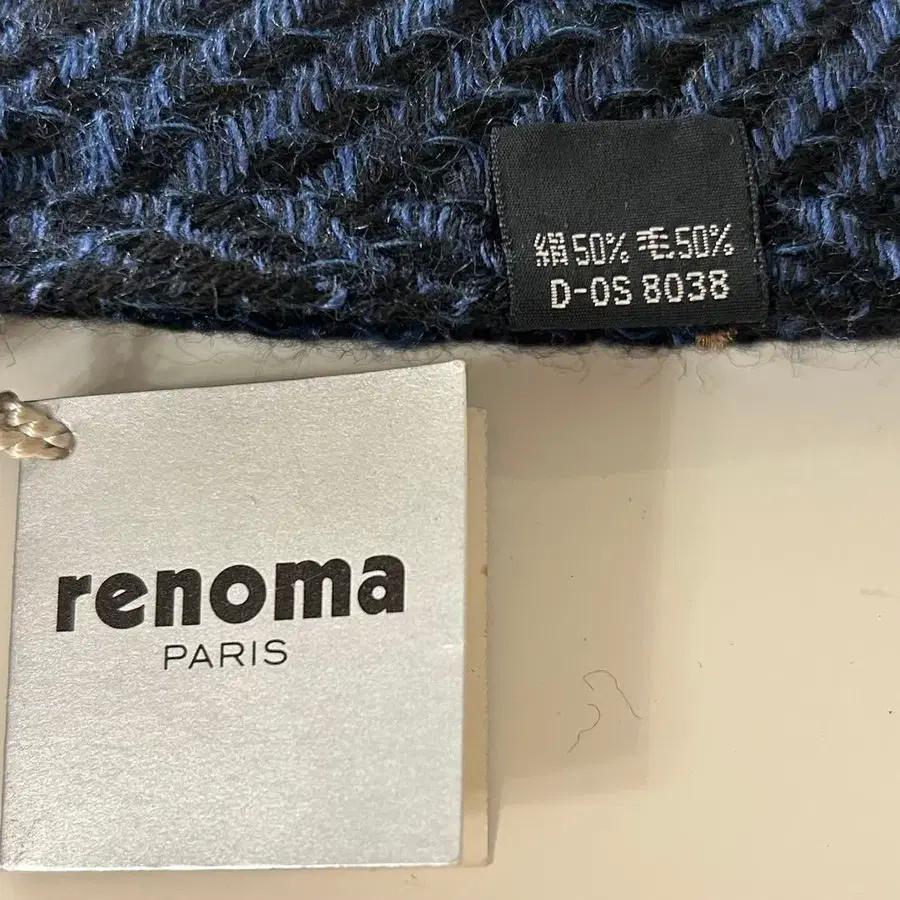 絹50% 毛50%
D-OS 8038
renoma
PARIS